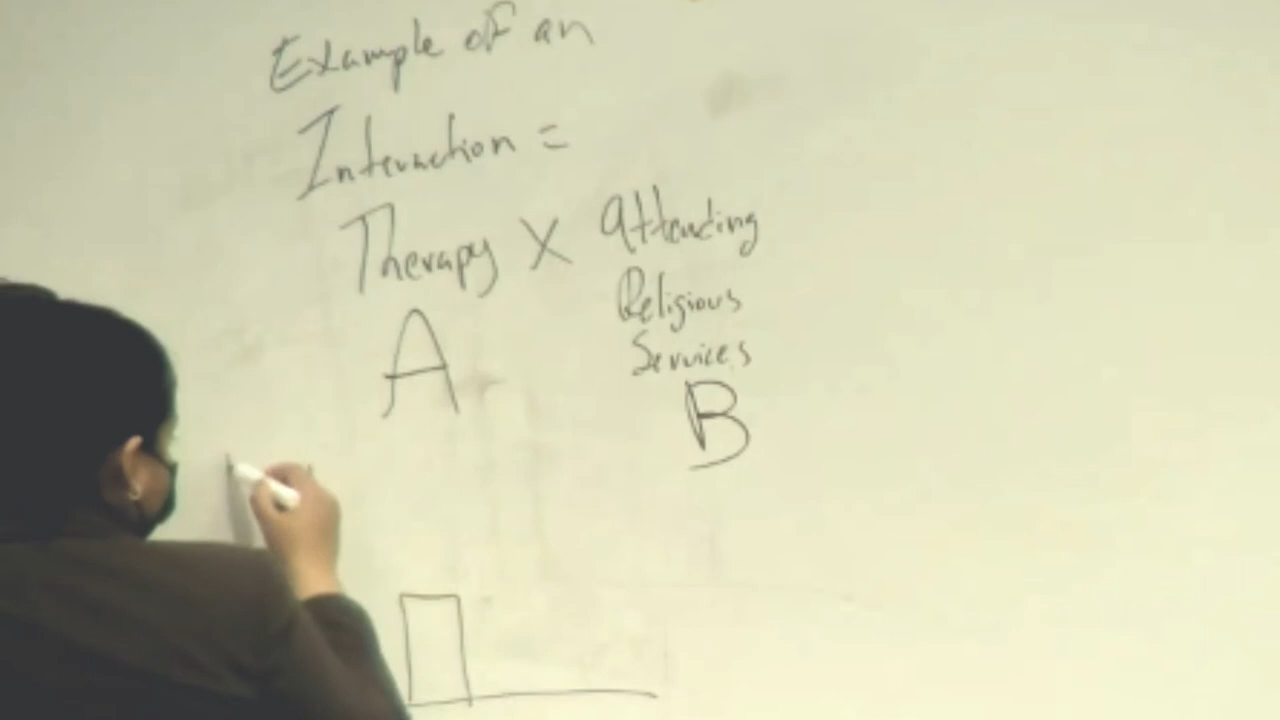 Example of an
Interaction =
Therapy X Attending
Religious
Services
A
B